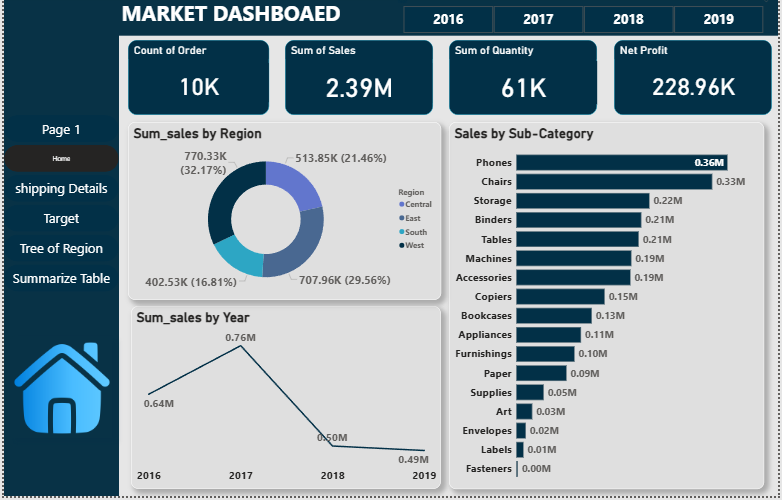 MARKET DASHBOAED
2016 2017 2018 2019
Count of Order
10K
Sum of Sales
2.39M
Sum of Quantity
61K
Net Profit
228.96K
Page 1
Home
shipping Details
Target
Tree of Region
Summarize Table
Sum_sales by Region
770.33K
(32.17%)
513.85K (21.46%)
402.53K (16.81%)
707.96K (29.56%)
Region
Central
East
South
West
Sum_sales by Year
0.76M
0.64M
0.50M
0.49M
2016 2017 2018 2019
Sales by Sub-Category
Phones 0.36M
Chairs 0.33M
Storage 0.22M
Binders 0.21M
Tables 0.21M
Machines 0.19M
Accessories 0.19M
Copiers 0.15M
Bookcases 0.13M
Appliances 0.11M
Furnishings 0.10M
Paper 0.09M
Supplies 0.05M
Art 0.03M
Envelopes 0.02M
Labels 0.01M
Fasteners 0.00M